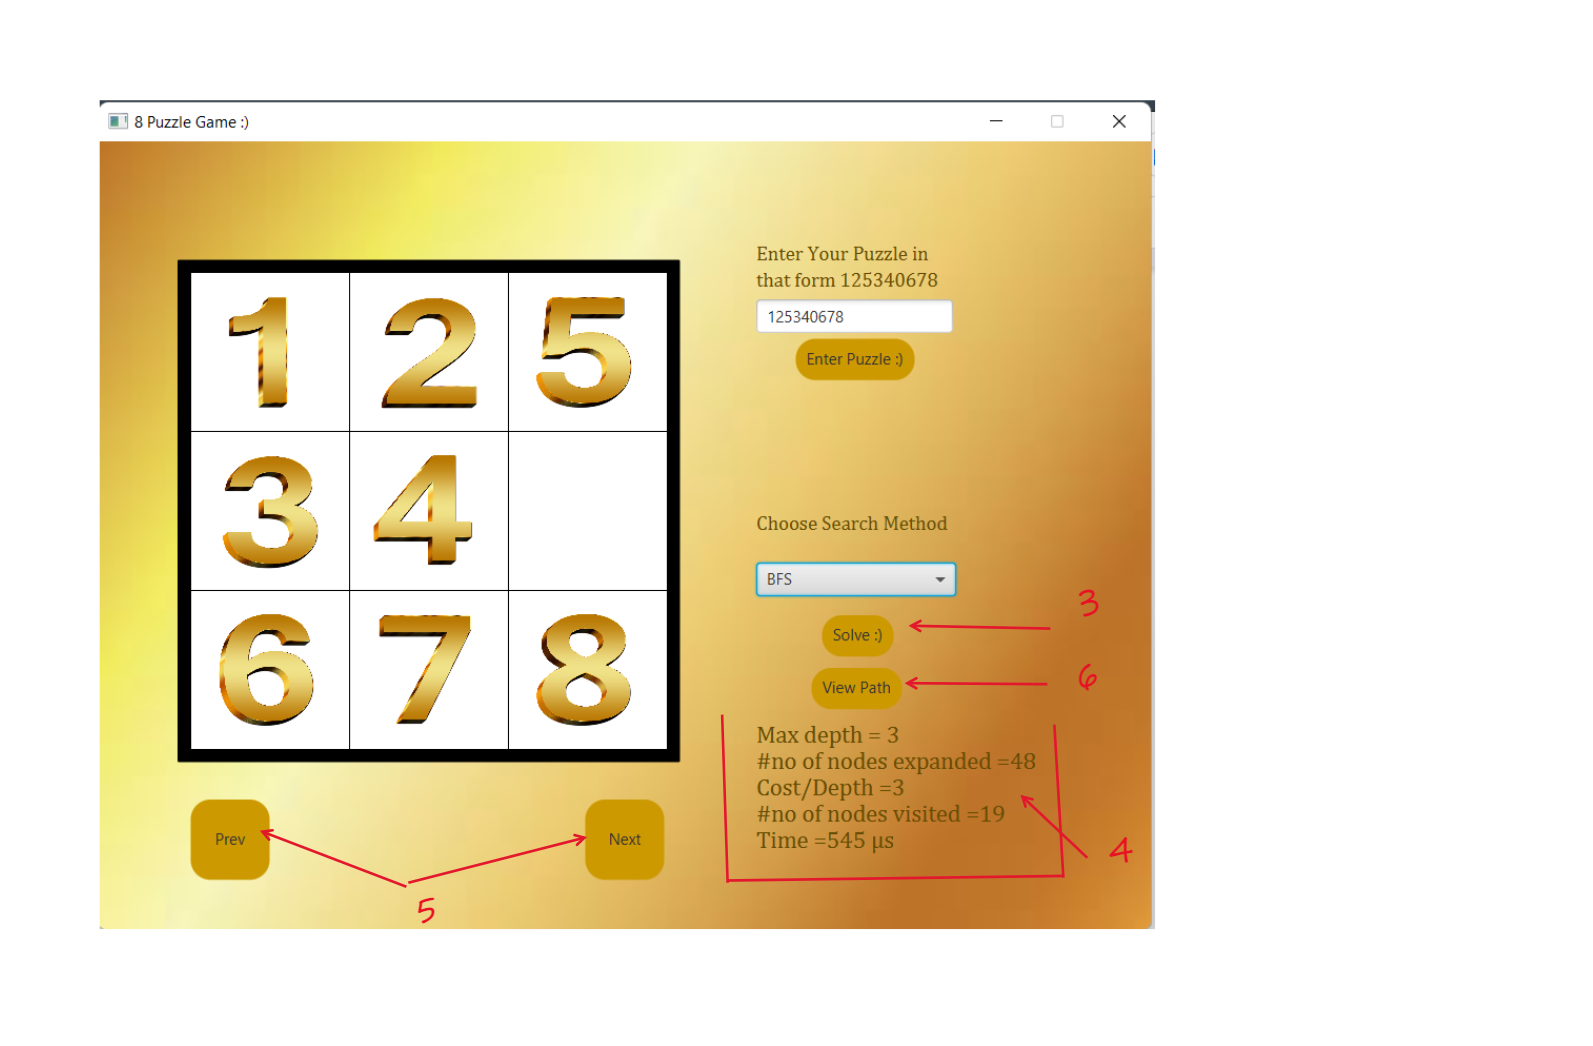 8 Puzzle Game :)
Enter Your Puzzle in
that form 125340678
125340678
Enter Puzzle :)
1 2 5
3 4
6 7 8
Choose Search Method
BFS
3
Solve :)
6
View Path
Max depth = 3
#no of nodes expanded =48
Cost/Depth =3
#no of nodes visited =19
Time =545 µs
4
Prev
Next
5